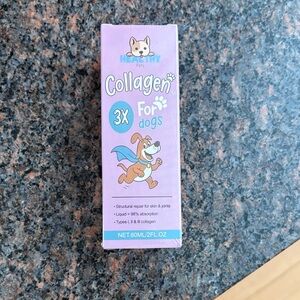 HEALTHY
Pets
Collagen
3X
For
dogs
• Structural repair for skin & joints
• Liquid = 98% absorption
• Types I, II & III collagen
NET:60ML/2FL.OZ